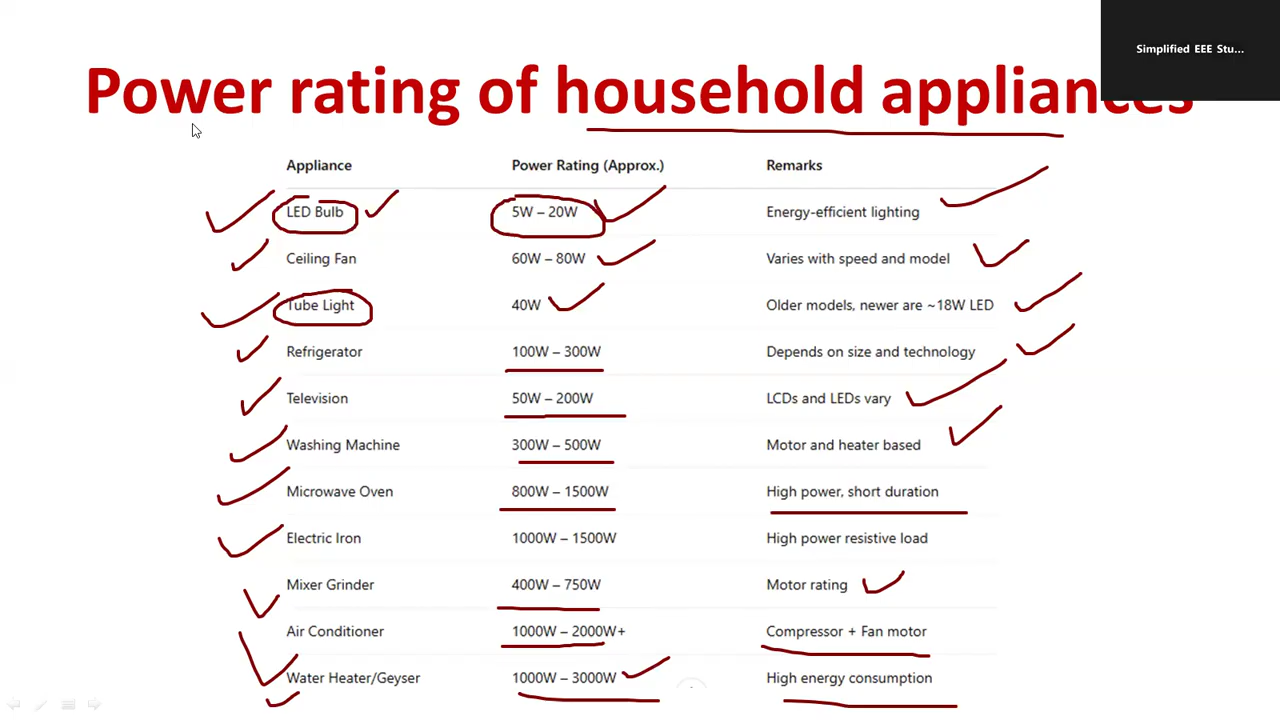 Simplified EEE Stu...
Power rating of household appliances
Appliance Power Rating (Approx.) Remarks
LED Bulb 5W – 20W Energy-efficient lighting
Ceiling Fan 60W – 80W Varies with speed and model
Tube Light 40W Older models, newer are ~18W LED
Refrigerator 100W – 300W Depends on size and technology
Television 50W – 200W LCDs and LEDs vary
Washing Machine 300W – 500W Motor and heater based
Microwave Oven 800W – 1500W High power, short duration
Electric Iron 1000W – 1500W High power resistive load
Mixer Grinder 400W – 750W Motor rating
Air Conditioner 1000W – 2000W+ Compressor + Fan motor
Water Heater/Geyser 1000W – 3000W High energy consumption